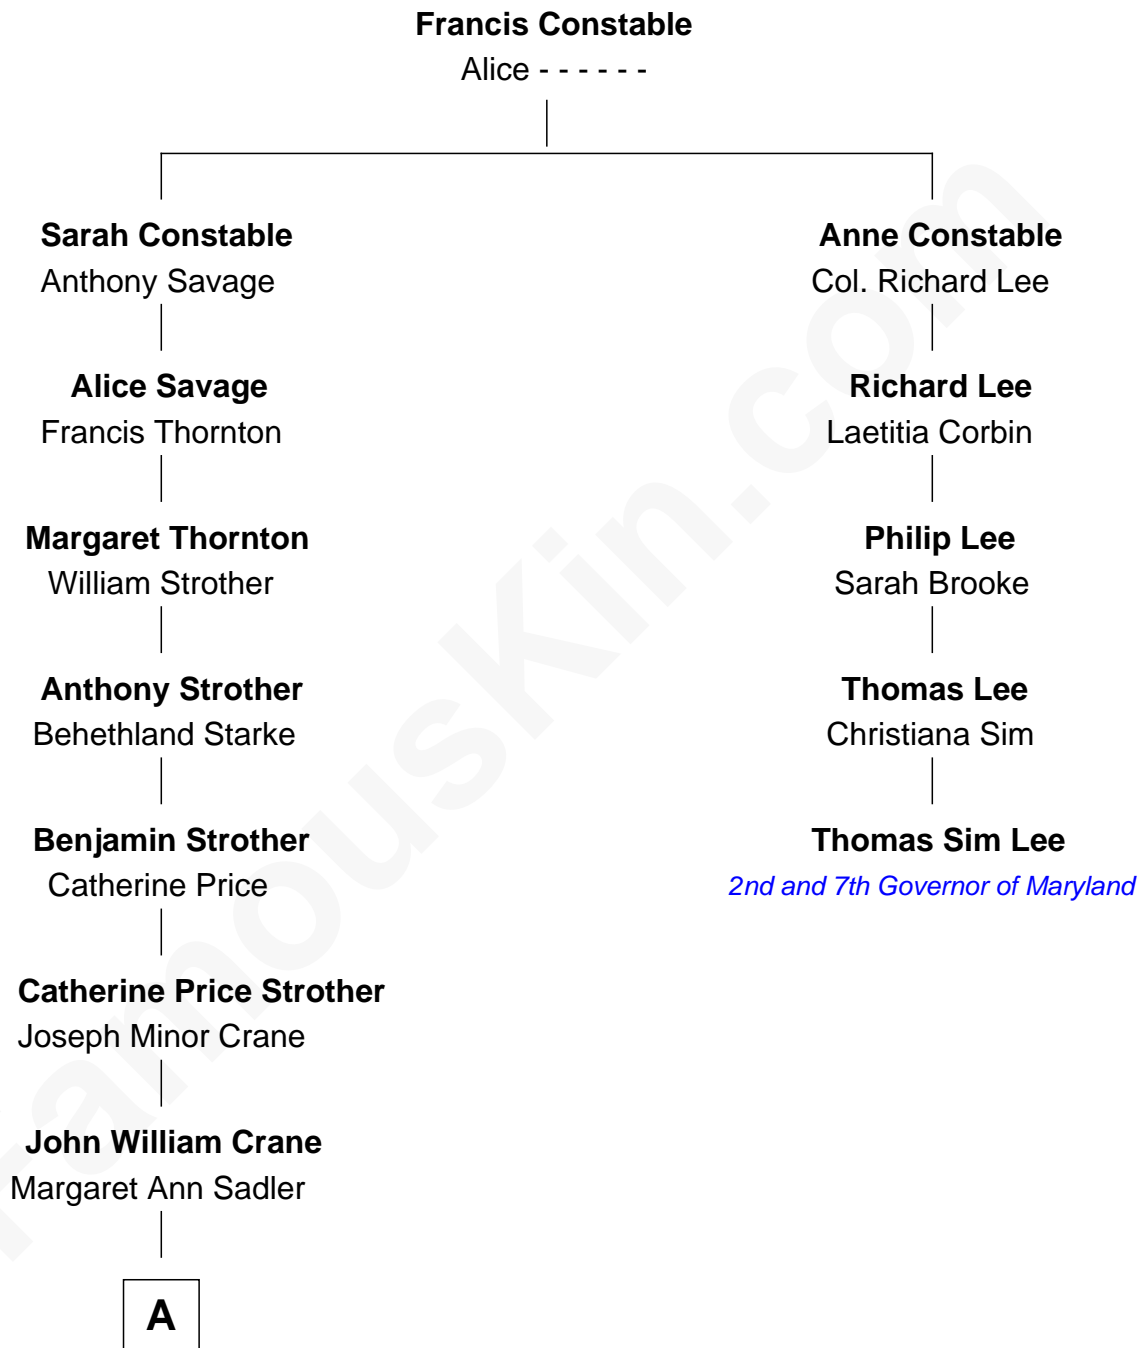 Francis Constable
Alice - - - - - -
Sarah Constable
Anthony Savage
Anne Constable
Col. Richard Lee
Alice Savage
Francis Thornton
Richard Lee
Laetitia Corbin
Margaret Thornton
William Strother
Philip Lee
Sarah Brooke
Anthony Strother
Behethland Starke
Thomas Lee
Christiana Sim
Benjamin Strother
Catherine Price
Thomas Sim Lee
2nd and 7th Governor of Maryland
Catherine Price Strother
Joseph Minor Crane
John William Crane
Margaret Ann Sadler
A
FamousKin.com